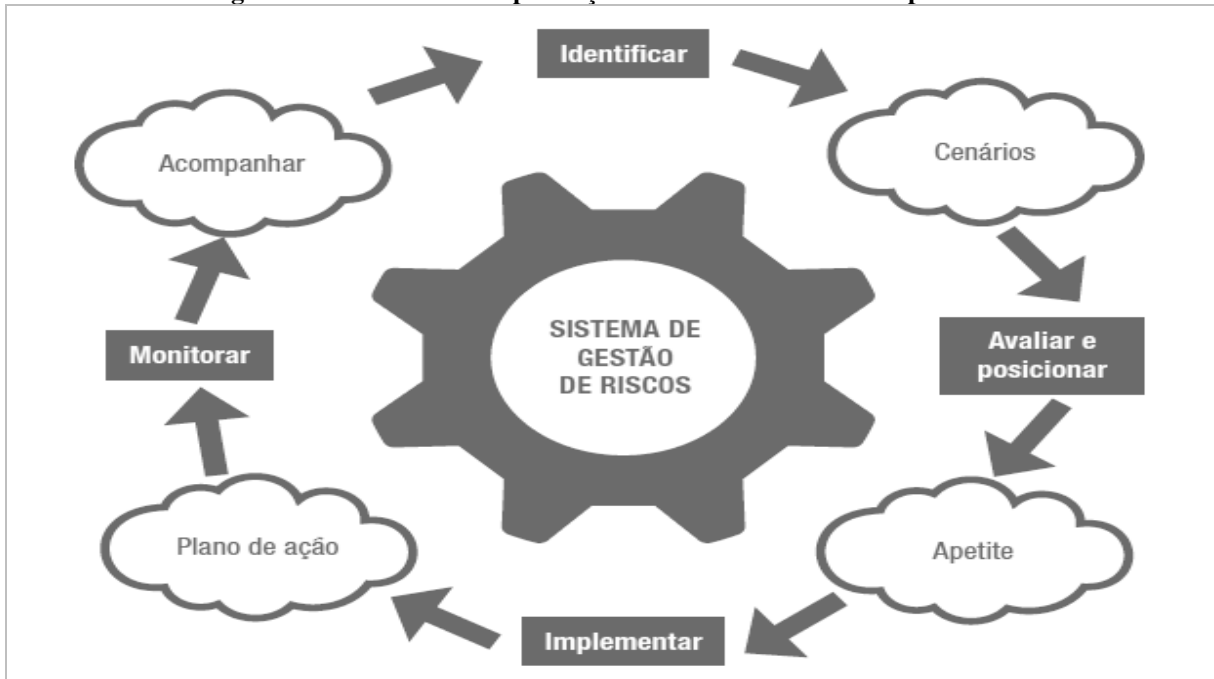 Identificar
Cenários
Avaliar e
posicionar
Apetite
Implementar
Plano de ação
Monitorar
Acompanhar
SISTEMA DE
GESTÃO
DE RISCOS